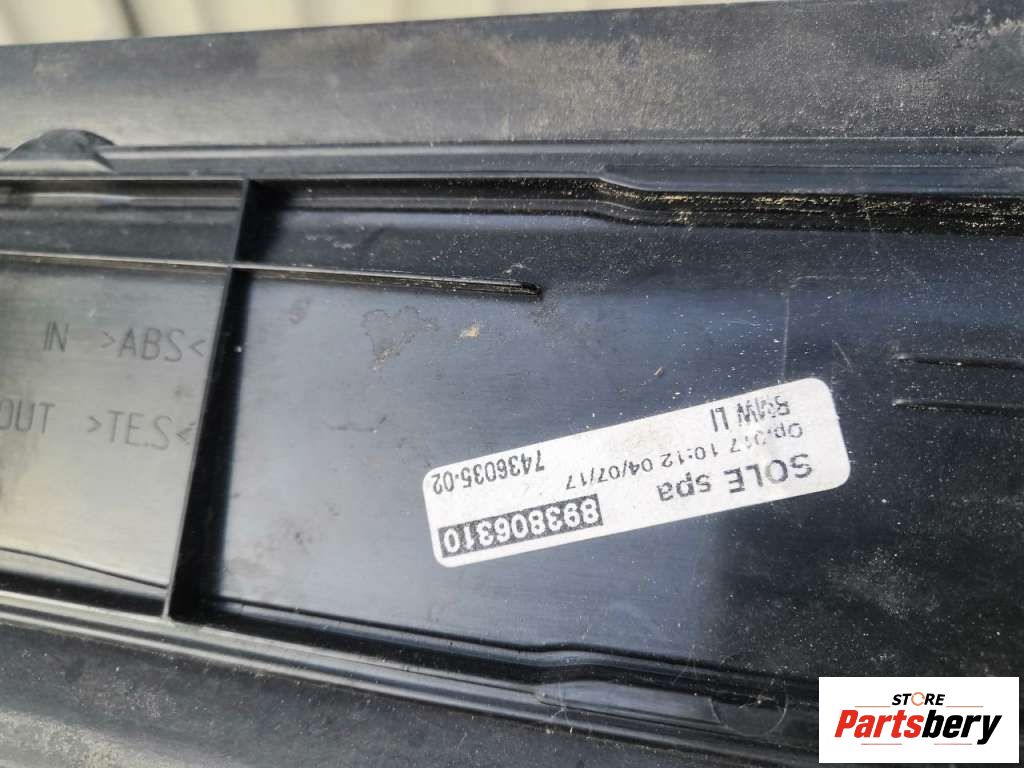 IN >ABS<
OUT >TES<
SOLE spa
893806310
Op.017 10:12 04/07/17
BMW LI
7436035-02
STORE
Partsbery